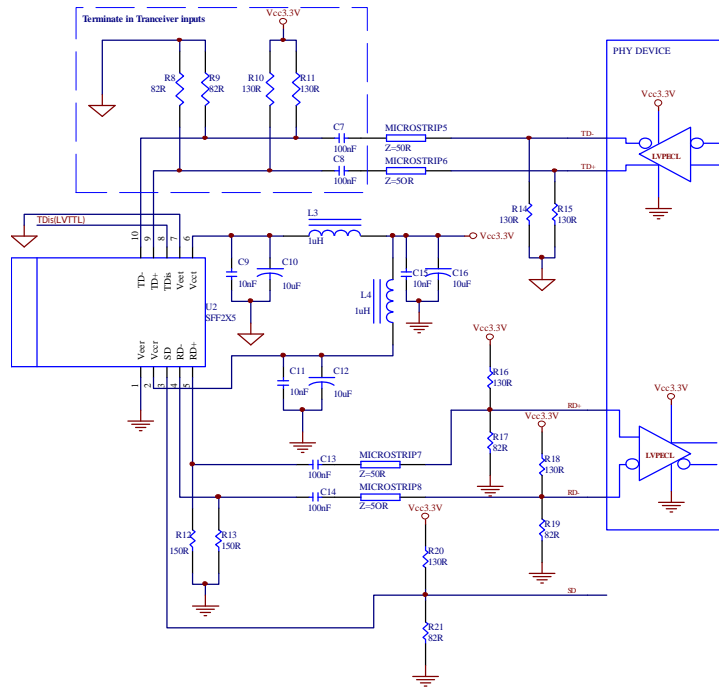 Terminate in Tranceiver inputs
Vcc3.3V
PHY DEVICE
R8
82R
R9
82R
R10
130R
R11
130R
Vcc3.3V
C7
100nF
MICROSTRIP5
Z=50R
TD-
LVPECL
C8
100nF
MICROSTRIP6
Z=5OR
TD+
R14
130R
R15
130R
TDis(LVTTL)
L3
1uH
Vcc3.3V
10
9
8
7
6
TD-
TD+
TDis
Veet
Vcct
C9
10nF
C10
10uF
C15
10nF
C16
10uF
L4
1uH
U2
SFF2X5
Veer
Vccr
SD
RD-
RD+
1
2
3
4
5
C11
10nF
C12
10uF
Vcc3.3V
R16
130R
RD+
Vcc3.3V
Vcc3.3V
R17
82R
LVPECL
C13
100nF
MICROSTRIP7
Z=50R
R18
130R
C14
100nF
MICROSTRIP8
Z=5OR
RD-
Vcc3.3V
R12
150R
R13
150R
R19
82R
R20
130R
SD
R21
82R